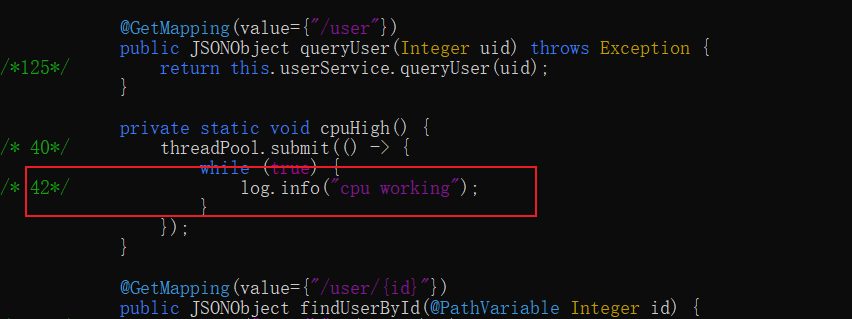 @GetMapping(value={"/user"})
public JSONObject queryUser(Integer uid) throws Exception {
/*125*/ return this.userService.queryUser(uid);
}
private static void cpuHigh() {
/* 40*/ threadPool.submit(() -> {
while (true) {
/* 42*/ log.info("cpu working");
}
});
}
@GetMapping(value={"/user/{id}"})
public JSONObject findUserById(@PathVariable Integer id) {